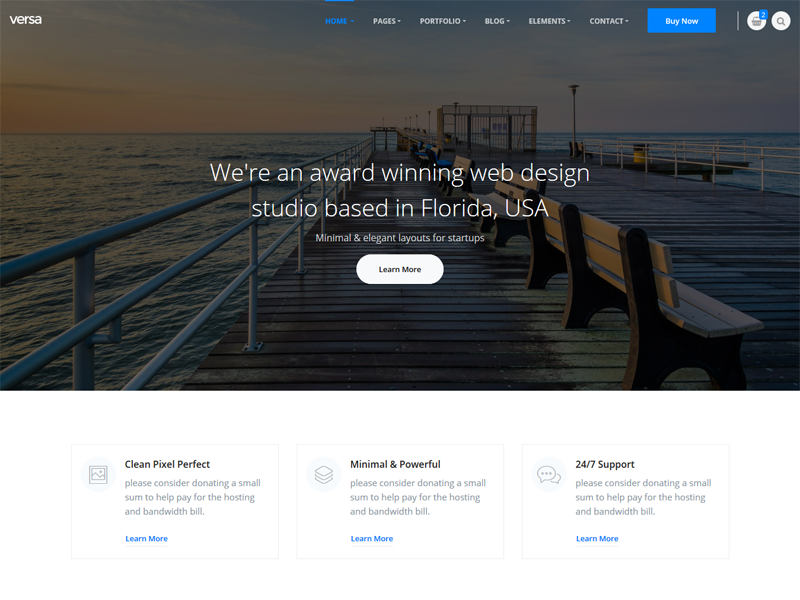 versa
HOME
PAGES
PORTFOLIO
BLOG
ELEMENTS
CONTACT
Buy Now
2
We're an award winning web design
studio based in Florida, USA
Minimal & elegant layouts for startups
Learn More
Clean Pixel Perfect
please consider donating a small
sum to help pay for the hosting
and bandwidth bill.
Learn More
Minimal & Powerful
please consider donating a small
sum to help pay for the hosting
and bandwidth bill.
Learn More
24/7 Support
please consider donating a small
sum to help pay for the hosting
and bandwidth bill.
Learn More